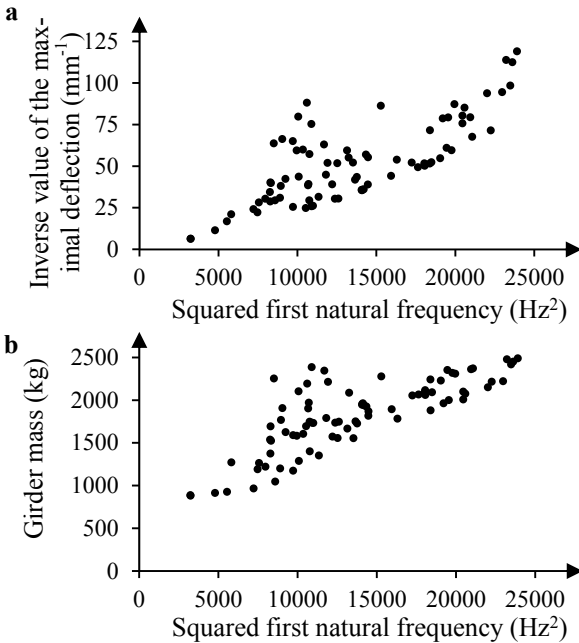 a
Inverse value of the max-
imal deflection (mm⁻¹)
125
100
75
50
25
0
0 5000 10000 15000 20000 25000
Squared first natural frequency (Hz²)
b
Girder mass (kg)
2500
2000
1500
1000
500
0
0 5000 10000 15000 20000 25000
Squared first natural frequency (Hz²)